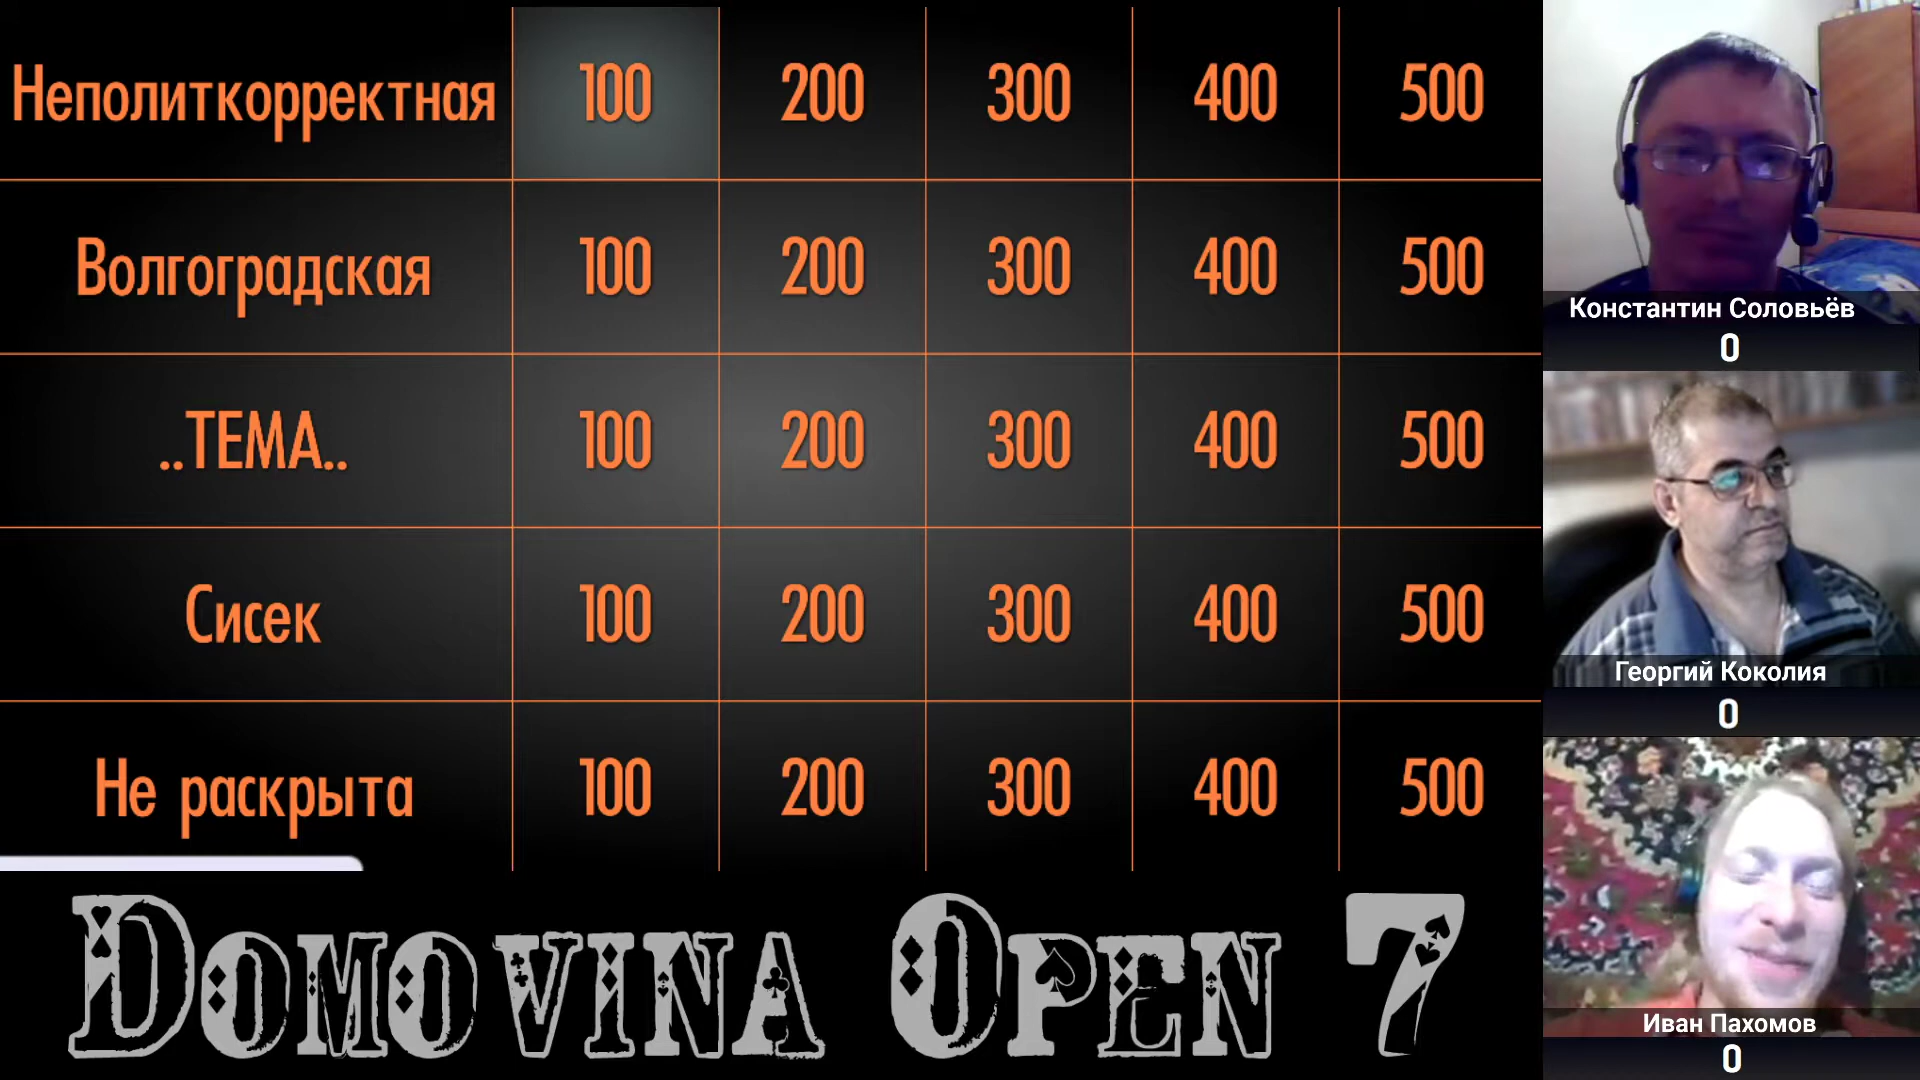 Неполиткорректная 100 200 300 400 500
Волгоградская 100 200 300 400 500
..ТЕМА.. 100 200 300 400 500
Сисек 100 200 300 400 500
Не раскрыта 100 200 300 400 500
Domovina Open 7
Константин Соловьёв
0
Георгий Коколия
0
Иван Пахомов
0